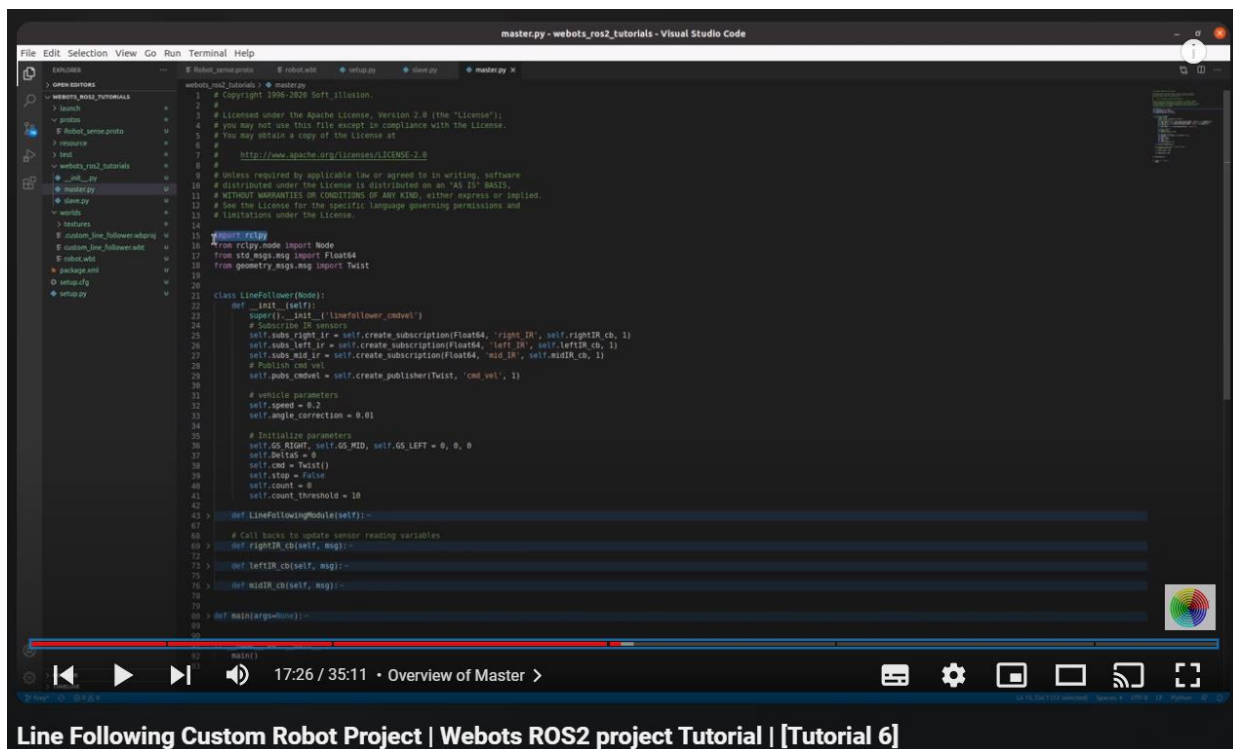 master.py - webots_ros2_tutorials - Visual Studio Code
File Edit Selection View Go Run Terminal Help
EXPLORER
OPEN EDITORS
WEBOTS_ROS2_TUTORIALS
launch
protos
Robot_sense.proto
resource
test
webots_ros2_tutorials
__init__.py
master.py
slave.py
worlds
textures
.custom_line_follower.wbproj
custom_line_follower.wbt
robot.wbt
package.xml
setup.cfg
setup.py
Robot_sense.proto robot.wbt setup.py slave.py master.py
webots_ros2_tutorials > master.py
1 # Copyright 1996-2020 Soft_illusion.
2 #
3 # Licensed under the Apache License, Version 2.0 (the "License");
4 # you may not use this file except in compliance with the License.
5 # You may obtain a copy of the License at
6 #
7 # http://www.apache.org/licenses/LICENSE-2.0
8 #
9 # Unless required by applicable law or agreed to in writing, software
10 # distributed under the License is distributed on an "AS IS" BASIS,
11 # WITHOUT WARRANTIES OR CONDITIONS OF ANY KIND, either express or implied.
12 # See the License for the specific language governing permissions and
13 # limitations under the License.
14
15 import rclpy
16 from rclpy.node import Node
17 from std_msgs.msg import Float64
18 from geometry_msgs.msg import Twist
19
20
21 class LineFollower(Node):
22 def __init__(self):
23 super().__init__('linefollower_cmdvel')
24 # Subscribe IR sensors
25 self.subs_right_ir = self.create_subscription(Float64, 'right_IR', self.rightIR_cb, 1)
26 self.subs_left_ir = self.create_subscription(Float64, 'left_IR', self.leftIR_cb, 1)
27 self.subs_mid_ir = self.create_subscription(Float64, 'mid_IR', self.midIR_cb, 1)
28 # Publish cmd vel
29 self.pubs_cmdvel = self.create_publisher(Twist, 'cmd_vel', 1)
30
31 # vehicle parameters
32 self.speed = 0.2
33 self.angle_correction = 0.01
34
35 # Initialize parameters
36 self.GS_RIGHT, self.GS_MID, self.GS_LEFT = 0, 0, 0
37 self.DeltaS = 0
38 self.cmd = Twist()
39 self.stop = False
40 self.count = 0
41 self.count_threshold = 10
42
43 def LineFollowingModule(self):
67
68 # Call backs to update sensor reading variables
69 def rightIR_cb(self, msg):
72
73 def leftIR_cb(self, msg):
75
76 def midIR_cb(self, msg):
78
79
80 def main(args=None):
89
90
92 main()
93
17:26 / 35:11 • Overview of Master
Line Following Custom Robot Project | Webots ROS2 project Tutorial | [Tutorial 6]